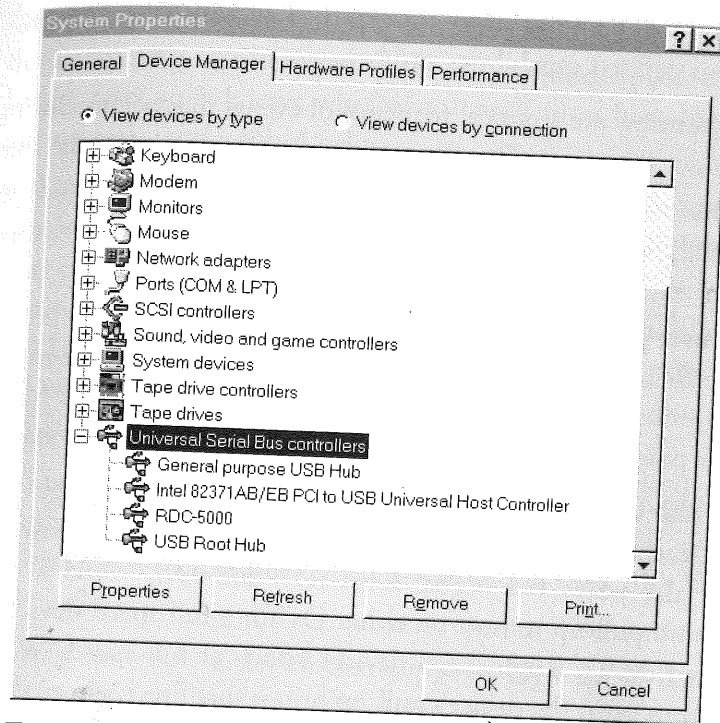 System Properties
? ×
General Device Manager Hardware Profiles Performance
View devices by type View devices by connection
Keyboard
Modem
Monitors
Mouse
Network adapters
Ports (COM & LPT)
SCSI controllers
Sound, video and game controllers
System devices
Tape drive controllers
Tape drives
Universal Serial Bus controllers
General purpose USB Hub
Intel 82371AB/EB PCI to USB Universal Host Controller
RDC-5000
USB Root Hub
Properties Refresh Remove Print...
OK Cancel